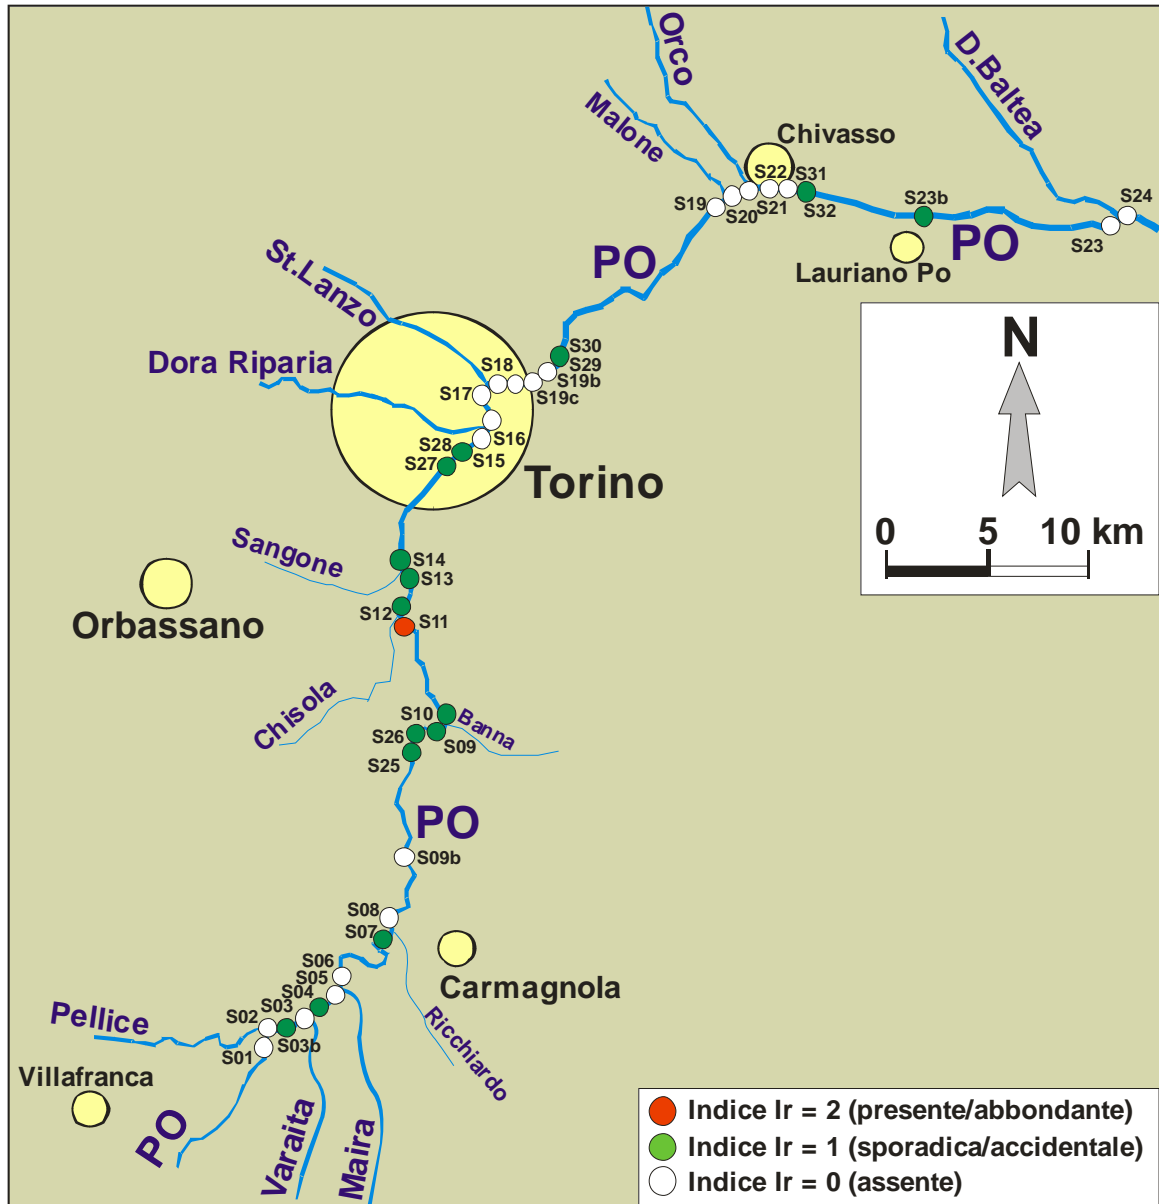 Orco
D.Baltea
Malone
Chivasso
S22
S31
S19
S20
S21
S32
S23b
S24
S23
PO
PO
Lauriano Po
St.Lanzo
Dora Riparia
S30
S29
S18
S19b
S17
S19c
S16
S28
S15
S27
Torino
N
0 5 10 km
Sangone
S14
S13
Orbassano
S12
S11
Chisola
S10
Banna
S26
S09
S25
PO
S09b
S08
S07
Carmagnola
S06
S05
S04
S03
S02
S03b
S01
Pellice
Ricchiardo
Villafranca
PO
Varaita
Maira
Indice Ir = 2 (presente/abbondante)
Indice Ir = 1 (sporadica/accidentale)
Indice Ir = 0 (assente)